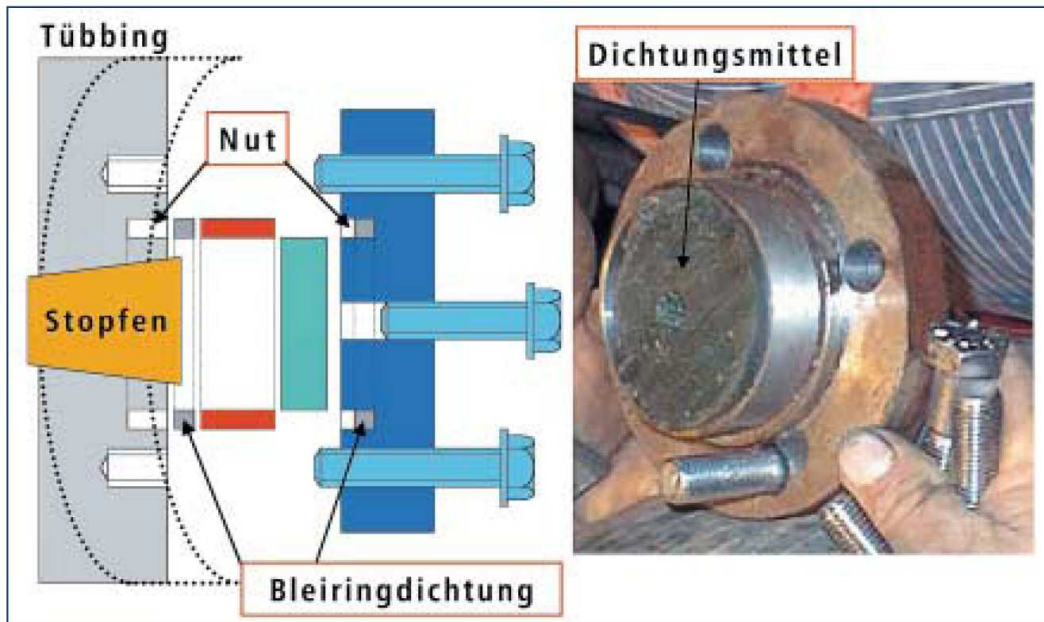 Tübbing
Dichtungsmittel
Nut
Stopfen
Bleiringdichtung